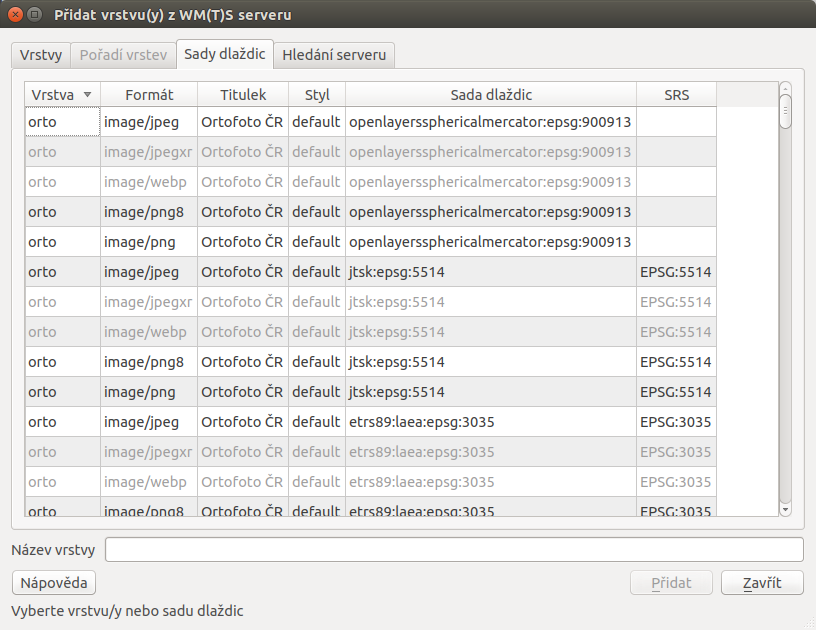 Přidat vrstvu(y) z WM(T)S serveru
Vrstvy Pořadí vrstev Sady dlaždic Hledání serveru
Vrstva Formát Titulek Styl Sada dlaždic SRS
orto image/jpeg Ortofoto ČR default openlayerssphericalmercator:epsg:900913
orto image/jpegxr Ortofoto ČR default openlayerssphericalmercator:epsg:900913
orto image/webp Ortofoto ČR default openlayerssphericalmercator:epsg:900913
orto image/png8 Ortofoto ČR default openlayerssphericalmercator:epsg:900913
orto image/png Ortofoto ČR default openlayerssphericalmercator:epsg:900913
orto image/jpeg Ortofoto ČR default jtsk:epsg:5514 EPSG:5514
orto image/jpegxr Ortofoto ČR default jtsk:epsg:5514 EPSG:5514
orto image/webp Ortofoto ČR default jtsk:epsg:5514 EPSG:5514
orto image/png8 Ortofoto ČR default jtsk:epsg:5514 EPSG:5514
orto image/png Ortofoto ČR default jtsk:epsg:5514 EPSG:5514
orto image/jpeg Ortofoto ČR default etrs89:laea:epsg:3035 EPSG:3035
orto image/jpegxr Ortofoto ČR default etrs89:laea:epsg:3035 EPSG:3035
orto image/webp Ortofoto ČR default etrs89:laea:epsg:3035 EPSG:3035
orto image/png8 Ortofoto ČR default etrs89:laea:epsg:3035 EPSG:3035
Název vrstvy
Nápověda Přidat Zavřít
Vyberte vrstvu/y nebo sadu dlaždic